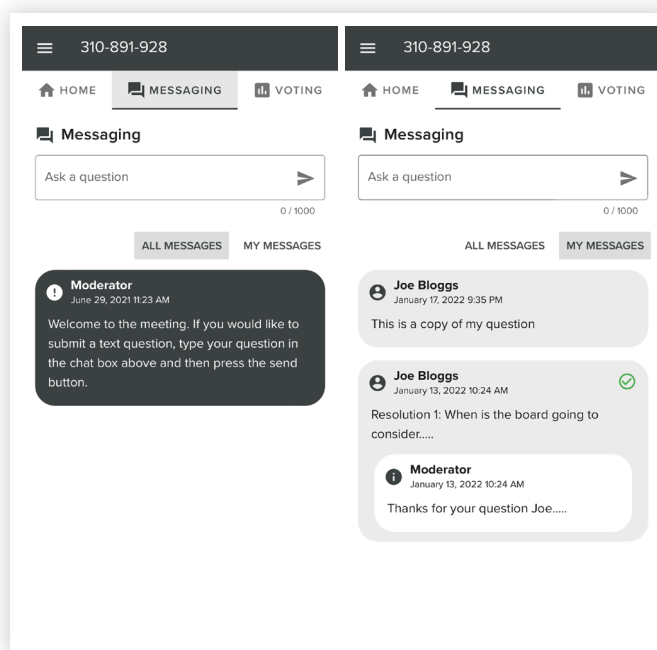 310-891-928
HOME MESSAGING VOTING
Messaging
Ask a question
0 / 1000
ALL MESSAGES MY MESSAGES
Moderator
June 29, 2021 11:23 AM
Welcome to the meeting. If you would like to
submit a text question, type your question in
the chat box above and then press the send
button.
310-891-928
HOME MESSAGING VOTING
Messaging
Ask a question
0 / 1000
ALL MESSAGES MY MESSAGES
Joe Bloggs
January 17, 2022 9:35 PM
This is a copy of my question
Joe Bloggs
January 13, 2022 10:24 AM
Resolution 1: When is the board going to
consider.....
Moderator
January 13, 2022 10:24 AM
Thanks for your question Joe.....